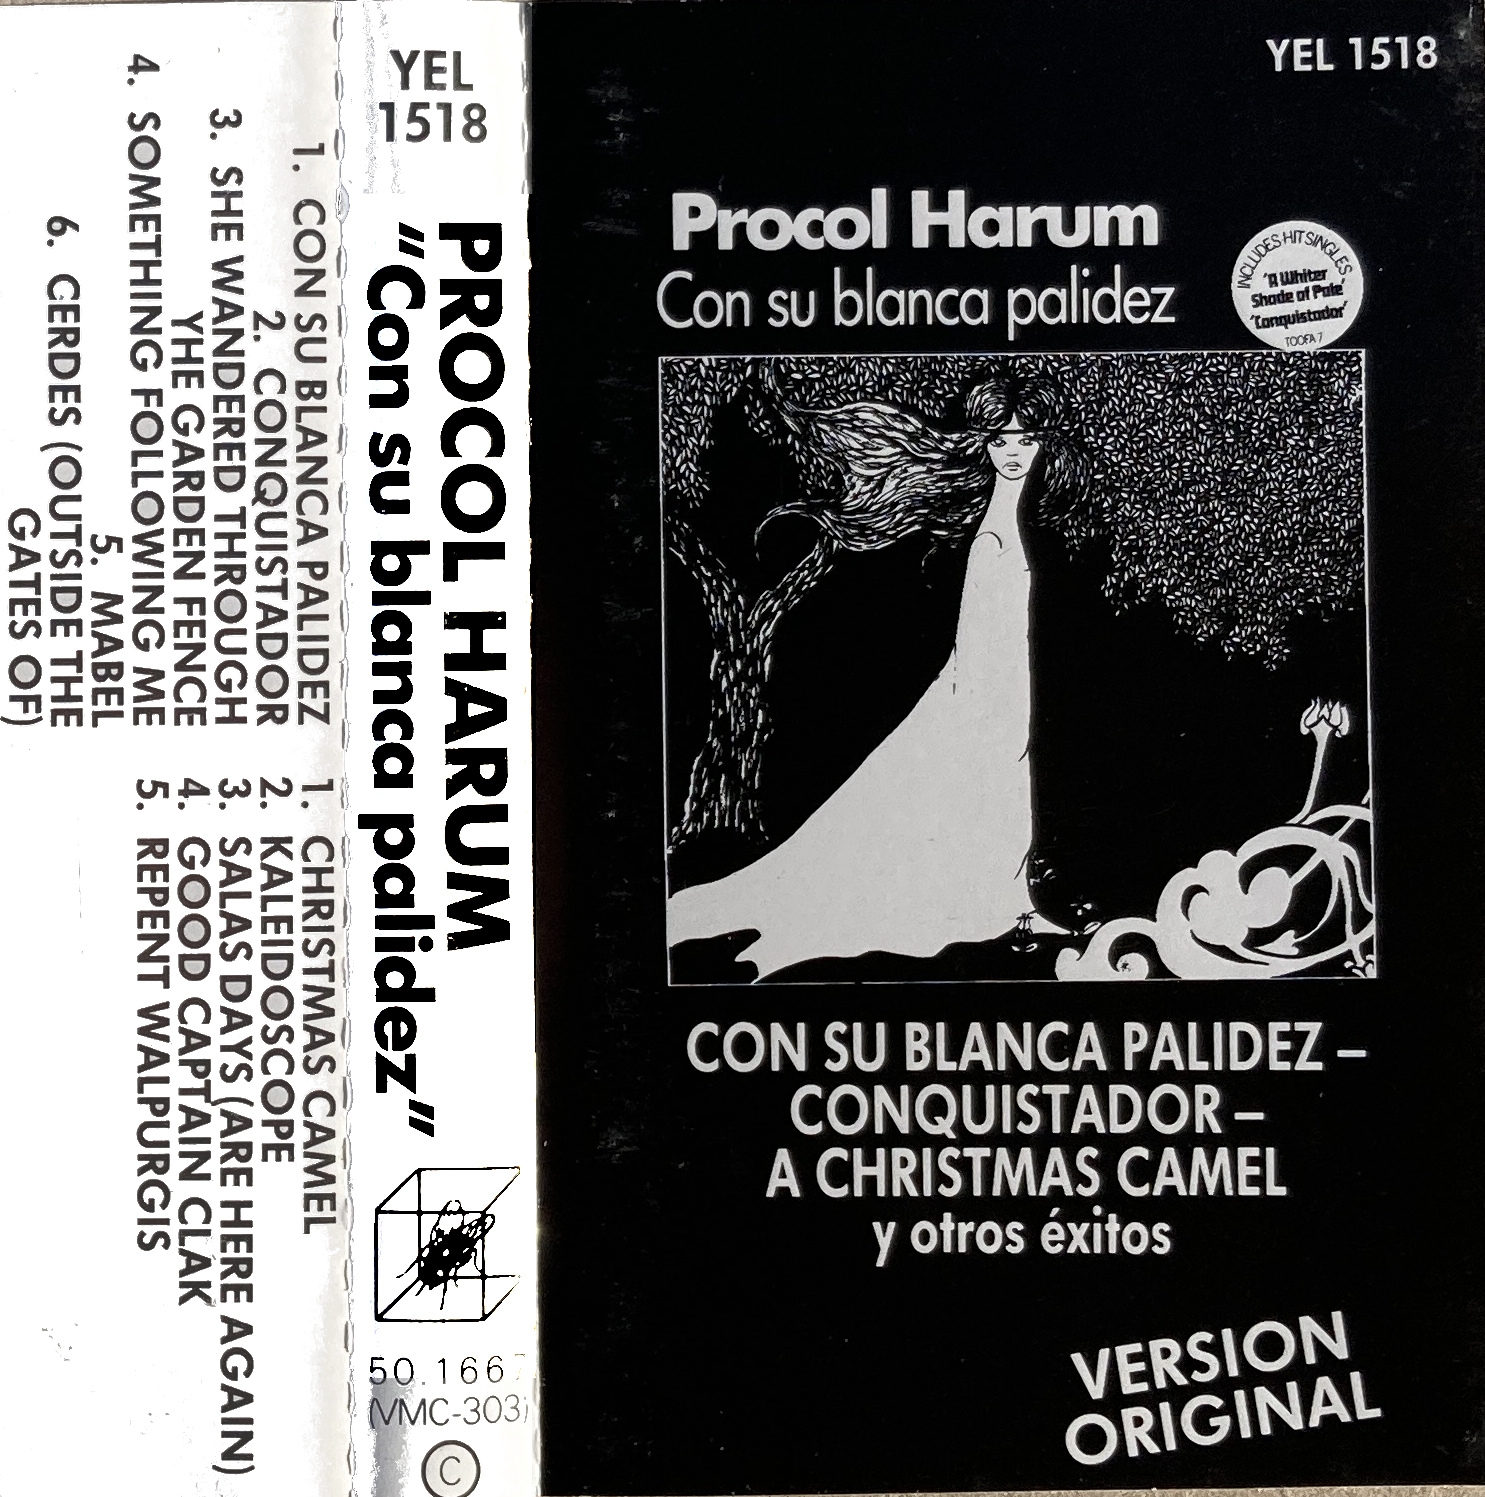 1. CON SU BLANCA PALIDEZ
2. CONQUISTADOR
3. SHE WANDERED THROUGH
YHE GARDEN FENCE
4. SOMETHING FOLLOWING ME
5. MABEL
6. CERDES (OUTSIDE THE
GATES OF)
1. CHRISTMAS CAMEL
2. KALEIDOSCOPE
3. SALAS DAYS (ARE HERE AGAIN)
4. GOOD CAPTAIN CLAK
5. REPENT WALPURGIS
YEL
1518
PROCOL HARUM
"Con su blanca palidez"
50.1667
(VMC-303)
C
YEL 1518
Procol Harum
Con su blanca palidez
INCLUDES HIT SINGLES
'A Whiter
Shade of Pale'
'Conquistador'
TOOFA 7
CON SU BLANCA PALIDEZ –
CONQUISTADOR –
A CHRISTMAS CAMEL
y otros éxitos
VERSION
ORIGINAL